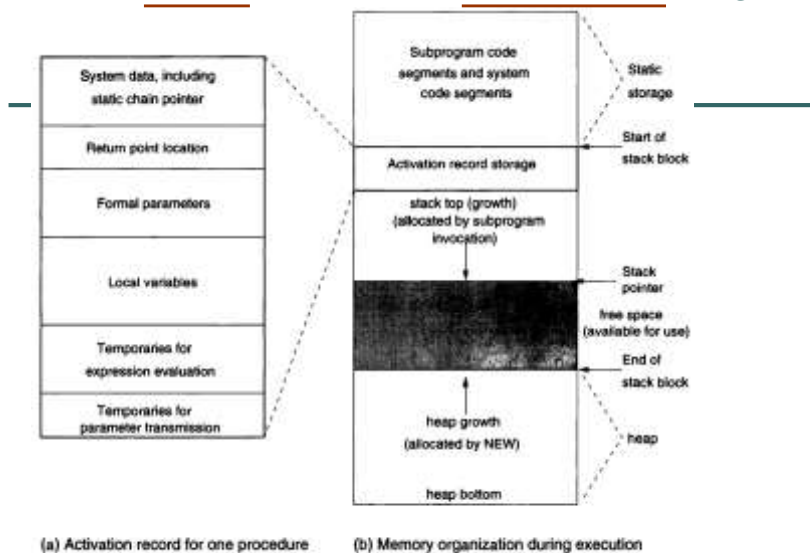 System data, including
static chain pointer
Return point location
Formal parameters
Local variables
Temporaries for
expression evaluation
Temporaries for
parameter transmission
(a) Activation record for one procedure
Subprogram code
segments and system
code segments
Activation record storage
stack top (growth)
(allocated by subprogram
invocation)
heap growth
(allocated by NEW)
heap bottom
Static
storage
Start of
stack block
Stack
pointer
free space
(available for use)
End of
stack block
heap
(b) Memory organization during execution